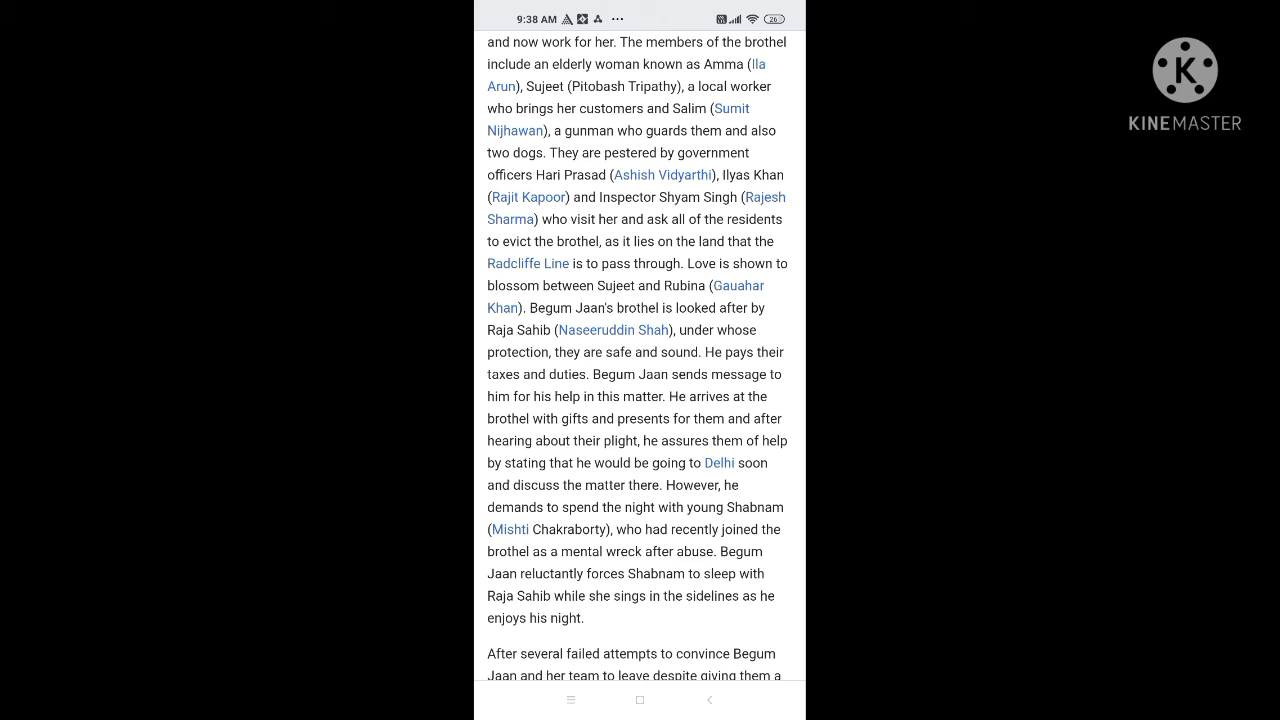 9:38 AM ...
26
and now work for her. The members of the brothel
include an elderly woman known as Amma (Ila
Arun), Sujeet (Pitobash Tripathy), a local worker
who brings her customers and Salim (Sumit
Nijhawan), a gunman who guards them and also
two dogs. They are pestered by government
officers Hari Prasad (Ashish Vidyarthi), Ilyas Khan
(Rajit Kapoor) and Inspector Shyam Singh (Rajesh
Sharma) who visit her and ask all of the residents
to evict the brothel, as it lies on the land that the
Radcliffe Line is to pass through. Love is shown to
blossom between Sujeet and Rubina (Gauahar
Khan). Begum Jaan's brothel is looked after by
Raja Sahib (Naseeruddin Shah), under whose
protection, they are safe and sound. He pays their
taxes and duties. Begum Jaan sends message to
him for his help in this matter. He arrives at the
brothel with gifts and presents for them and after
hearing about their plight, he assures them of help
by stating that he would be going to Delhi soon
and discuss the matter there. However, he
demands to spend the night with young Shabnam
(Mishti Chakraborty), who had recently joined the
brothel as a mental wreck after abuse. Begum
Jaan reluctantly forces Shabnam to sleep with
Raja Sahib while she sings in the sidelines as he
enjoys his night.
After several failed attempts to convince Begum
Jaan and her team to leave despite giving them a
K
KINEMASTER